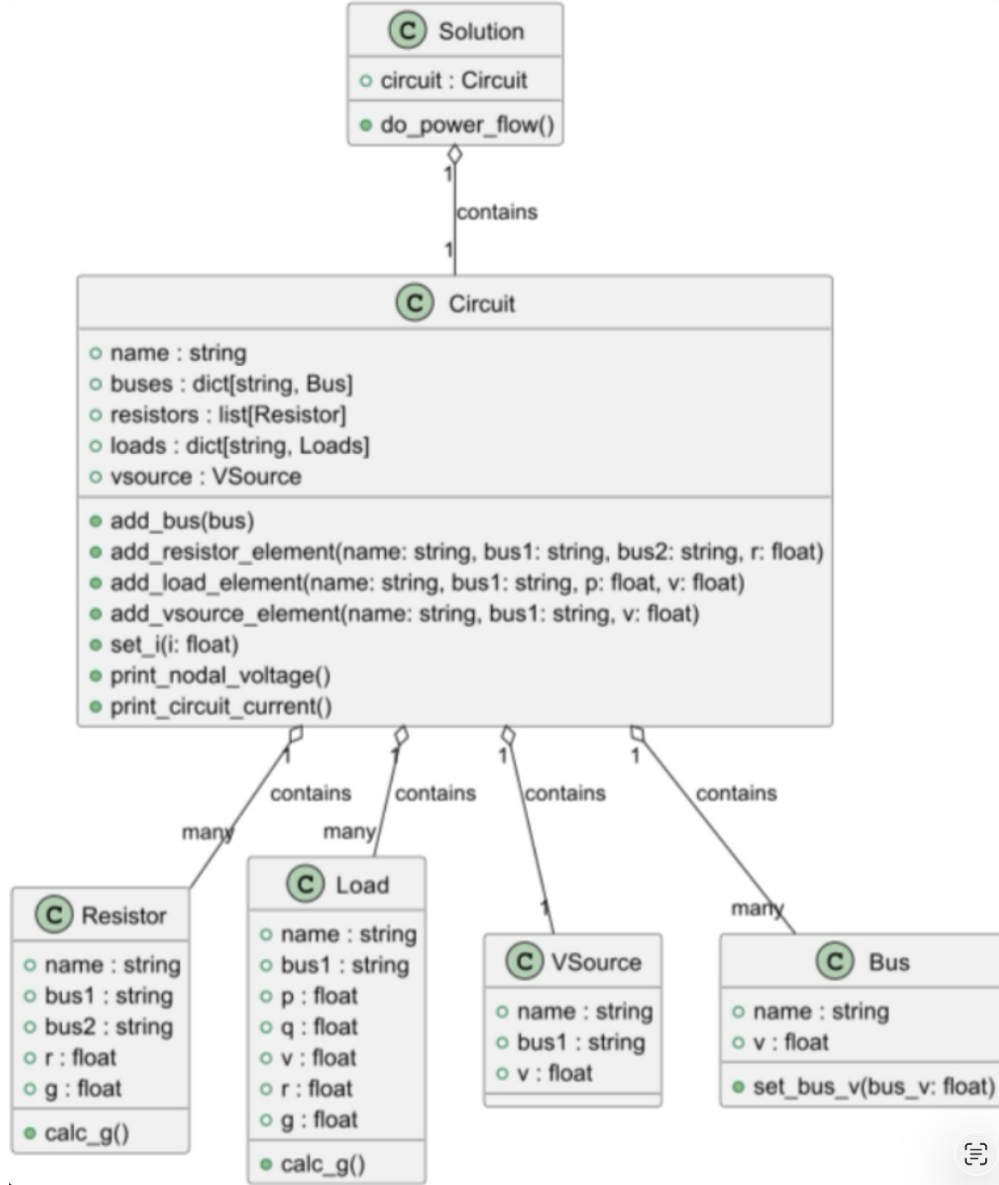 C Solution
circuit : Circuit
do_power_flow()
1
contains
1
C Circuit
name : string
buses : dict[string, Bus]
resistors : list[Resistor]
loads : dict[string, Loads]
vsource : VSource
add_bus(bus)
add_resistor_element(name: string, bus1: string, bus2: string, r: float)
add_load_element(name: string, bus1: string, p: float, v: float)
add_vsource_element(name: string, bus1: string, v: float)
set_i(i: float)
print_nodal_voltage()
print_circuit_current()
1
contains
many
C Resistor
name : string
bus1 : string
bus2 : string
r : float
g : float
calc_g()
1
contains
many
C Load
name : string
bus1 : string
p : float
q : float
v : float
r : float
g : float
calc_g()
1
contains
1
C VSource
name : string
bus1 : string
v : float
1
contains
many
C Bus
name : string
v : float
set_bus_v(bus_v: float)